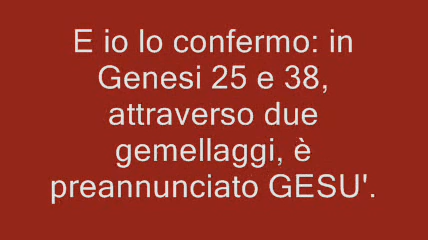 E io lo confermo: in
Genesi 25 e 38,
attraverso due
gemellaggi, è
preannunciato GESU'.